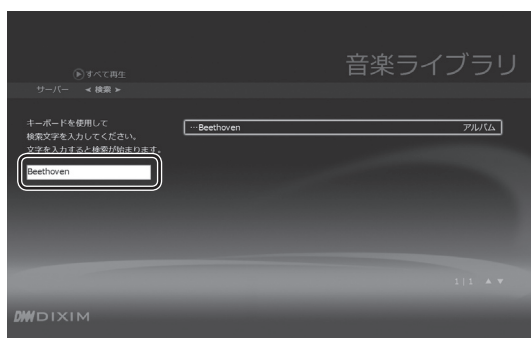 音楽ライブラリ
すべて再生
サーバー ◄ 検索 ►
キーボードを使用して
検索文字を入力してください。
文字を入力すると検索が始まります。
Beethoven
…Beethoven アルバム
1|1 ▲ ▼
DiXiM